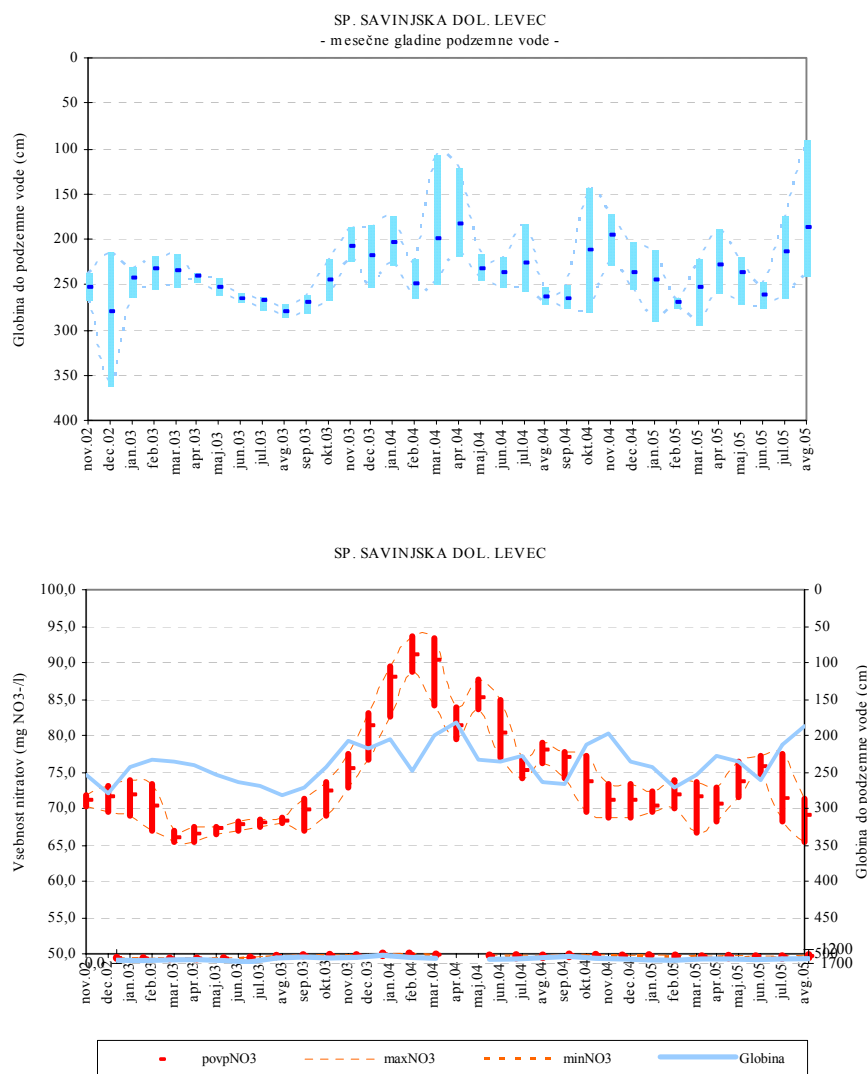 SP. SAVINJSKA DOL. LEVEC
- mesečne gladine podzemne vode -
Globina do podzemne vode (cm)
0
50
100
150
200
250
300
350
400
nov.02
dec.02
jan.03
feb.03
mar.03
apr.03
maj.03
jun.03
jul.03
avg.03
sep.03
okt.03
nov.03
dec.03
jan.04
feb.04
mar.04
apr.04
maj.04
jun.04
jul.04
avg.04
sep.04
okt.04
nov.04
dec.04
jan.05
feb.05
mar.05
apr.05
maj.05
jun.05
jul.05
avg.05
SP. SAVINJSKA DOL. LEVEC
Vsebnost nitratov (mg NO3-/l)
100,0
95,0
90,0
85,0
80,0
75,0
70,0
65,0
60,0
55,0
50,0
0
50
100
150
200
250
300
350
400
450
1200
1700
Globina do podzemne vode (cm)
nov.02
dec.02
jan.03
feb.03
mar.03
apr.03
maj.03
jun.03
jul.03
avg.03
sep.03
okt.03
nov.03
dec.03
jan.04
feb.04
mar.04
apr.04
maj.04
jun.04
jul.04
avg.04
sep.04
okt.04
nov.04
dec.04
jan.05
feb.05
mar.05
apr.05
maj.05
jun.05
jul.05
avg.05
povpNO3
maxNO3
minNO3
Globina